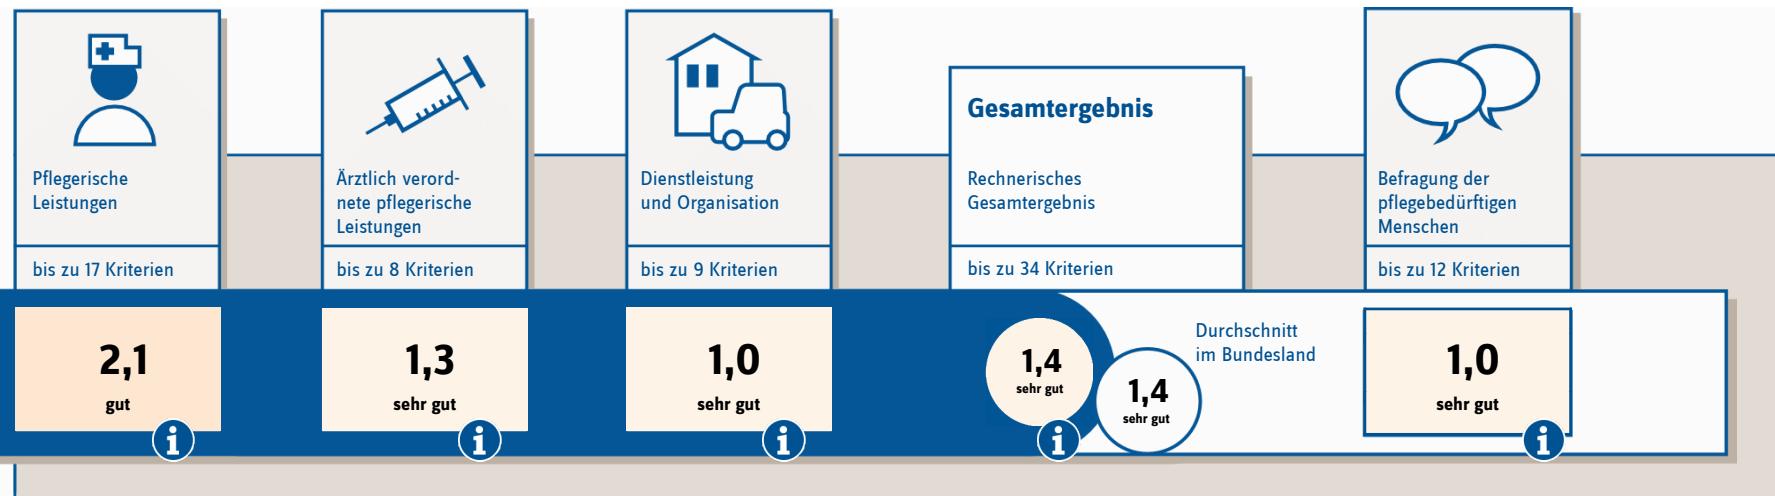 Pflegerische
Leistungen
bis zu 17 Kriterien
2,1
gut
i
Ärztlich verord-
nete pflegerische
Leistungen
bis zu 8 Kriterien
1,3
sehr gut
i
Dienstleistung
und Organisation
bis zu 9 Kriterien
1,0
sehr gut
i
Gesamtergebnis
Rechnerisches
Gesamtergebnis
bis zu 34 Kriterien
1,4
sehr gut
i
Durchschnitt
im Bundesland
1,4
sehr gut
Befragung der
pflegebedürftigen
Menschen
bis zu 12 Kriterien
1,0
sehr gut
i